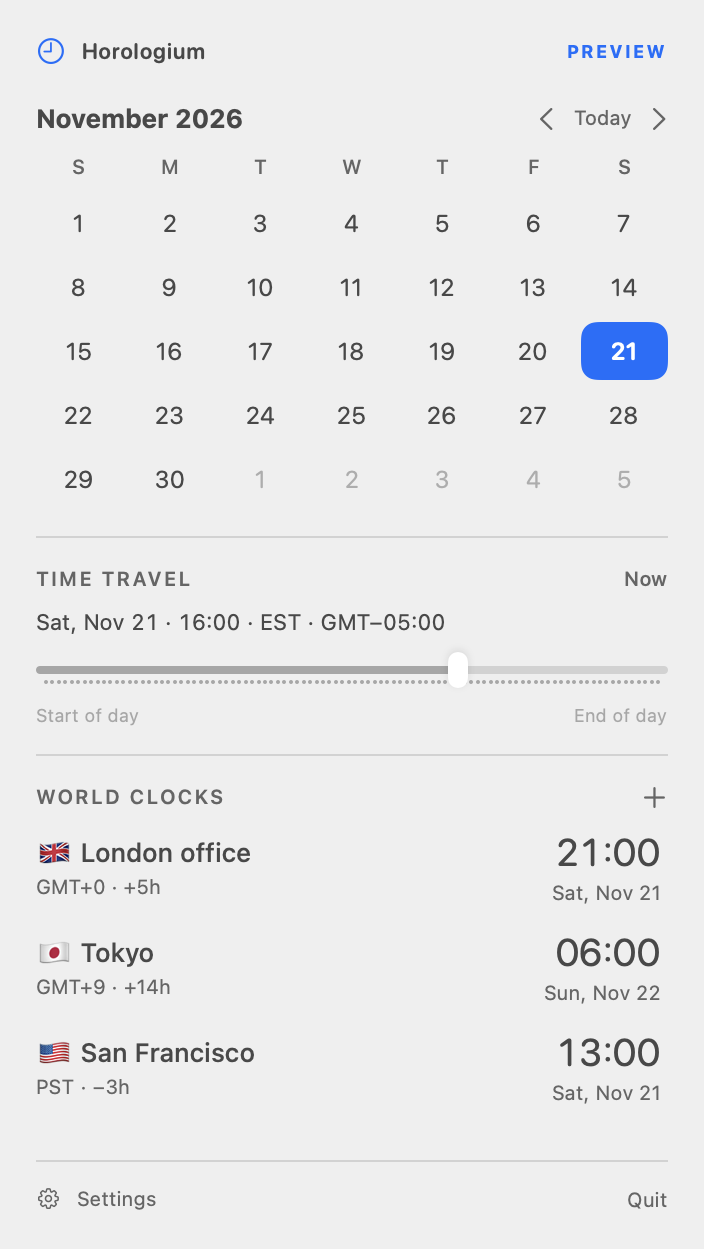 Horologium PREVIEW
November 2026 Today
S M T W T F S
1 2 3 4 5 6 7
8 9 10 11 12 13 14
15 16 17 18 19 20 21
22 23 24 25 26 27 28
29 30 1 2 3 4 5
TIME TRAVEL Now
Sat, Nov 21 · 16:00 · EST · GMT−05:00
Start of day End of day
WORLD CLOCKS
London office 21:00
GMT+0 · +5h Sat, Nov 21
Tokyo 06:00
GMT+9 · +14h Sun, Nov 22
San Francisco 13:00
PST · −3h Sat, Nov 21
Settings Quit